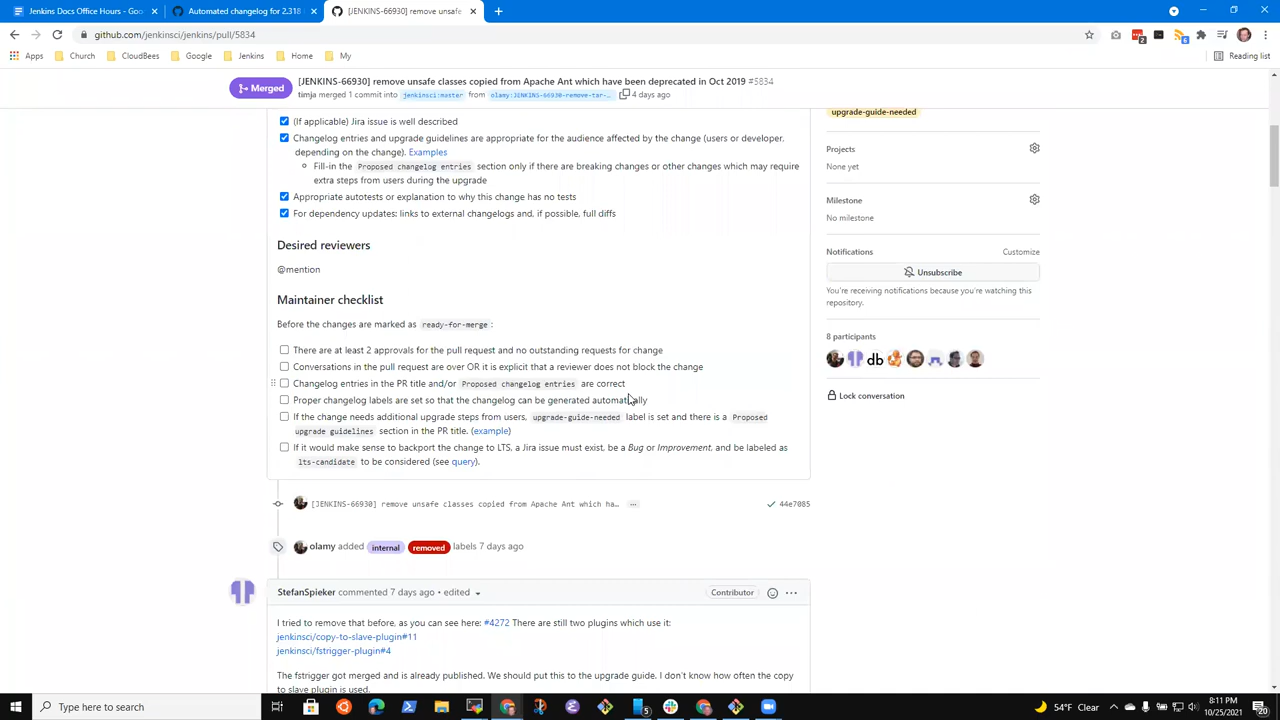 Jenkins Docs Office Hours - Goo
Automated changelog for 2.318
[JENKINS-66930] remove unsafe
github.com/jenkinsci/jenkins/pull/5834
Apps
Church
CloudBees
Google
Jenkins
Home
My
Reading list
Merged
[JENKINS-66930] remove unsafe classes copied from Apache Ant which have been deprecated in Oct 2019 #5834
timja merged 1 commit into jenkinsci:master from olamy:JENKINS-66930-remove-tar-... 4 days ago
(If applicable) Jira issue is well described
Changelog entries and upgrade guidelines are appropriate for the audience affected by the change (users or developer,
depending on the change). Examples
Fill-in the Proposed changelog entries section only if there are breaking changes or other changes which may require
extra steps from users during the upgrade
Appropriate autotests or explanation to why this change has no tests
For dependency updates: links to external changelogs and, if possible, full diffs
Desired reviewers
@mention
Maintainer checklist
Before the changes are marked as ready-for-merge :
There are at least 2 approvals for the pull request and no outstanding requests for change
Conversations in the pull request are over OR it is explicit that a reviewer does not block the change
Changelog entries in the PR title and/or Proposed changelog entries are correct
Proper changelog labels are set so that the changelog can be generated automatically
If the change needs additional upgrade steps from users, upgrade-guide-needed label is set and there is a Proposed
upgrade guidelines section in the PR title. (example)
If it would make sense to backport the change to LTS, a Jira issue must exist, be a Bug or Improvement, and be labeled as
lts-candidate to be considered (see query).
[JENKINS-66930] remove unsafe classes copied from Apache Ant which ha… ...
44e7085
olamy added internal removed labels 7 days ago
StefanSpieker commented 7 days ago • edited
Contributor
I tried to remove that before, as you can see here: #4272 There are still two plugins which use it:
jenkinsci/copy-to-slave-plugin#11
jenkinsci/fstrigger-plugin#4
The fstrigger got merged and is already published. We should put this to the upgrade guide. I don't know how often the copy
to slave plugin is used.
upgrade-guide-needed
Projects
None yet
Milestone
No milestone
Notifications
Customize
Unsubscribe
You're receiving notifications because you're watching this
repository.
8 participants
db
Lock conversation
Type here to search
54°F Clear
8:11 PM
10/25/2021